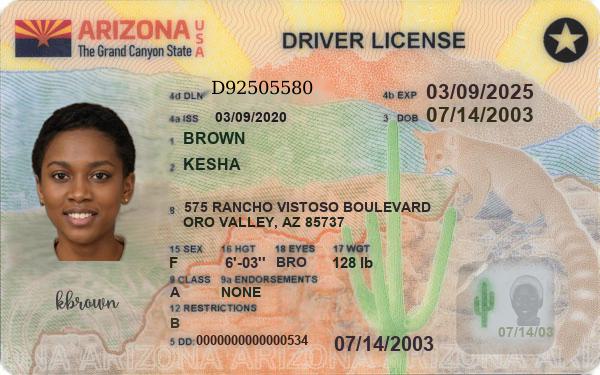 ARIZONA USA
The Grand Canyon State
DRIVER LICENSE
4d DLN D92505580
4b EXP 03/09/2025
4a ISS 03/09/2020
3 DOB 07/14/2003
1 BROWN
2 KESHA
8 575 RANCHO VISTOSO BOULEVARD
ORO VALLEY, AZ 85737
15 SEX 16 HGT 18 EYES 17 WGT
F 6'-03" BRO 128 lb
9 CLASS 9a ENDORSEMENTS
A NONE
12 RESTRICTIONS
B
kbrown
5 DD: 0000000000000534
07/14/2003
07/14/03
ARIZONA ARIZONA ARIZONA